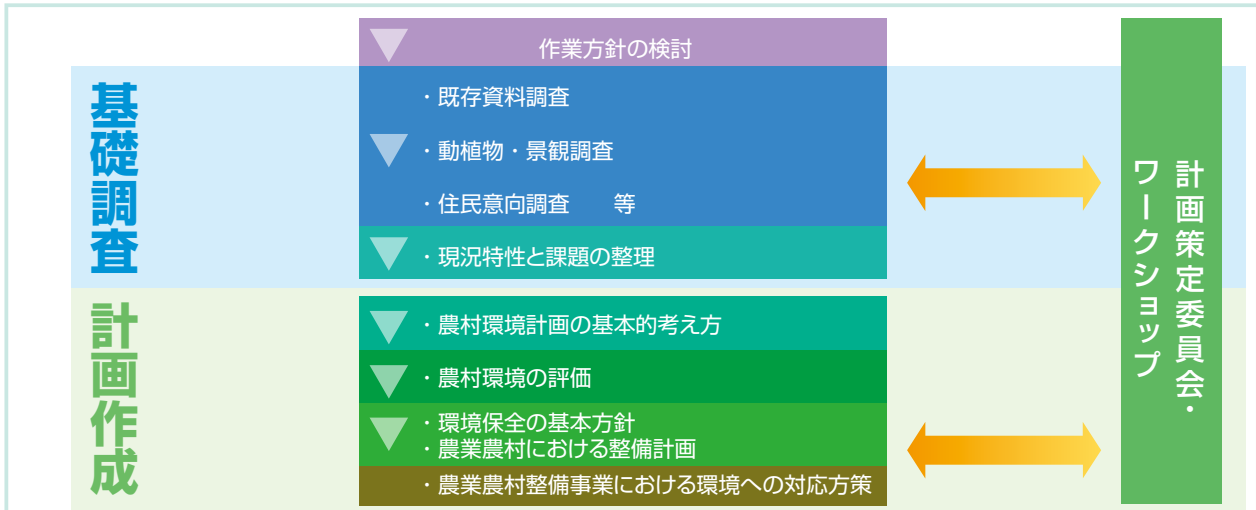 作業方針の検討
基礎調査
・既存資料調査
・動植物・景観調査
・住民意向調査　　等
・現況特性と課題の整理
計画作成
・農村環境計画の基本的考え方
・農村環境の評価
・環境保全の基本方針
・農業農村における整備計画
・農業農村整備事業における環境への対応方策
計画策定委員会・
ワークショップ